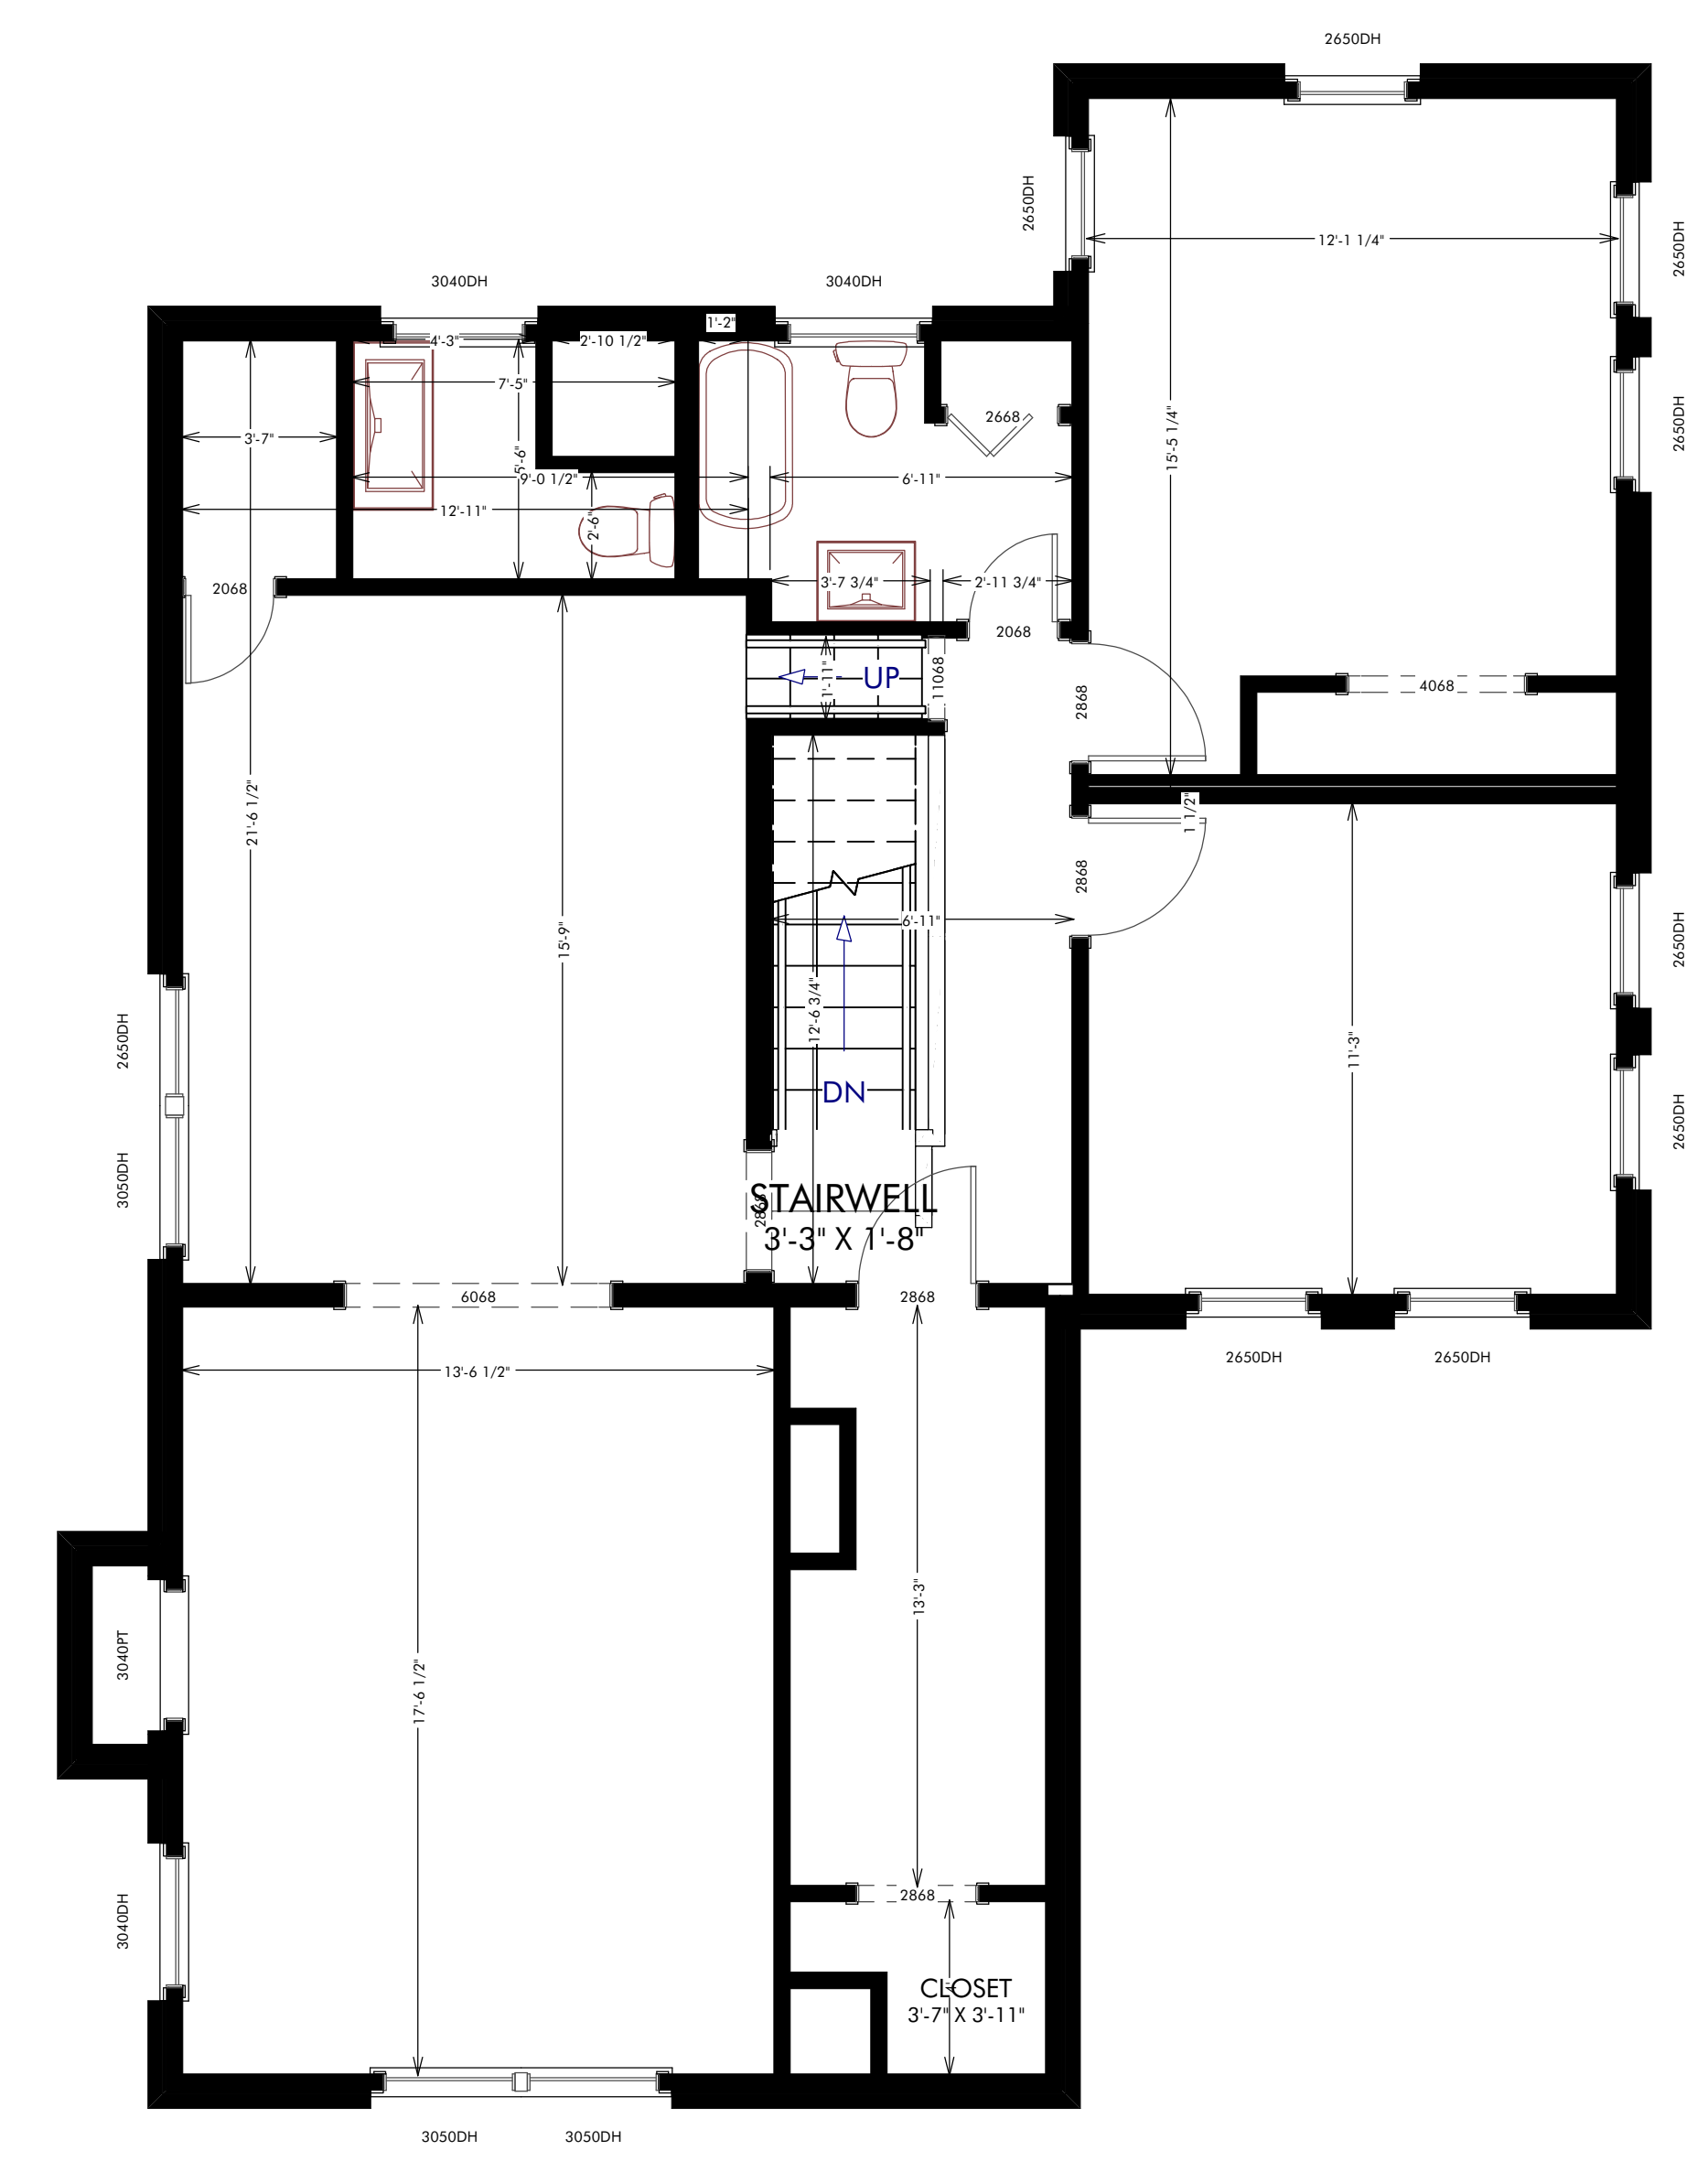 2650DH
2650DH
12'-1 1/4"
2650DH
3040DH
3040DH
1'-2"
4'-3"
2'-10 1/2"
7'-5"
2668
2650DH
3'-7"
15'-5 1/4"
5'-6"
9'-0 1/2"
6'-11"
12'-11"
2'-6"
2068
3'-7 3/4"
2'-11 3/4"
2068
1'-11"
UP
11068
4068
2868
21'-6 1/2"
1 1/2"
2868
15'-9"
6'-11"
2650DH
12'-6 3/4"
11'-3"
2650DH
DN
2650DH
3050DH
STAIRWELL
2868
3'-3" X 1'-8"
6068
2868
2650DH
2650DH
13'-6 1/2"
13'-3"
3040PT
17'-6 1/2"
2868
3040DH
CLOSET
3'-7" X 3'-11"
3050DH
3050DH